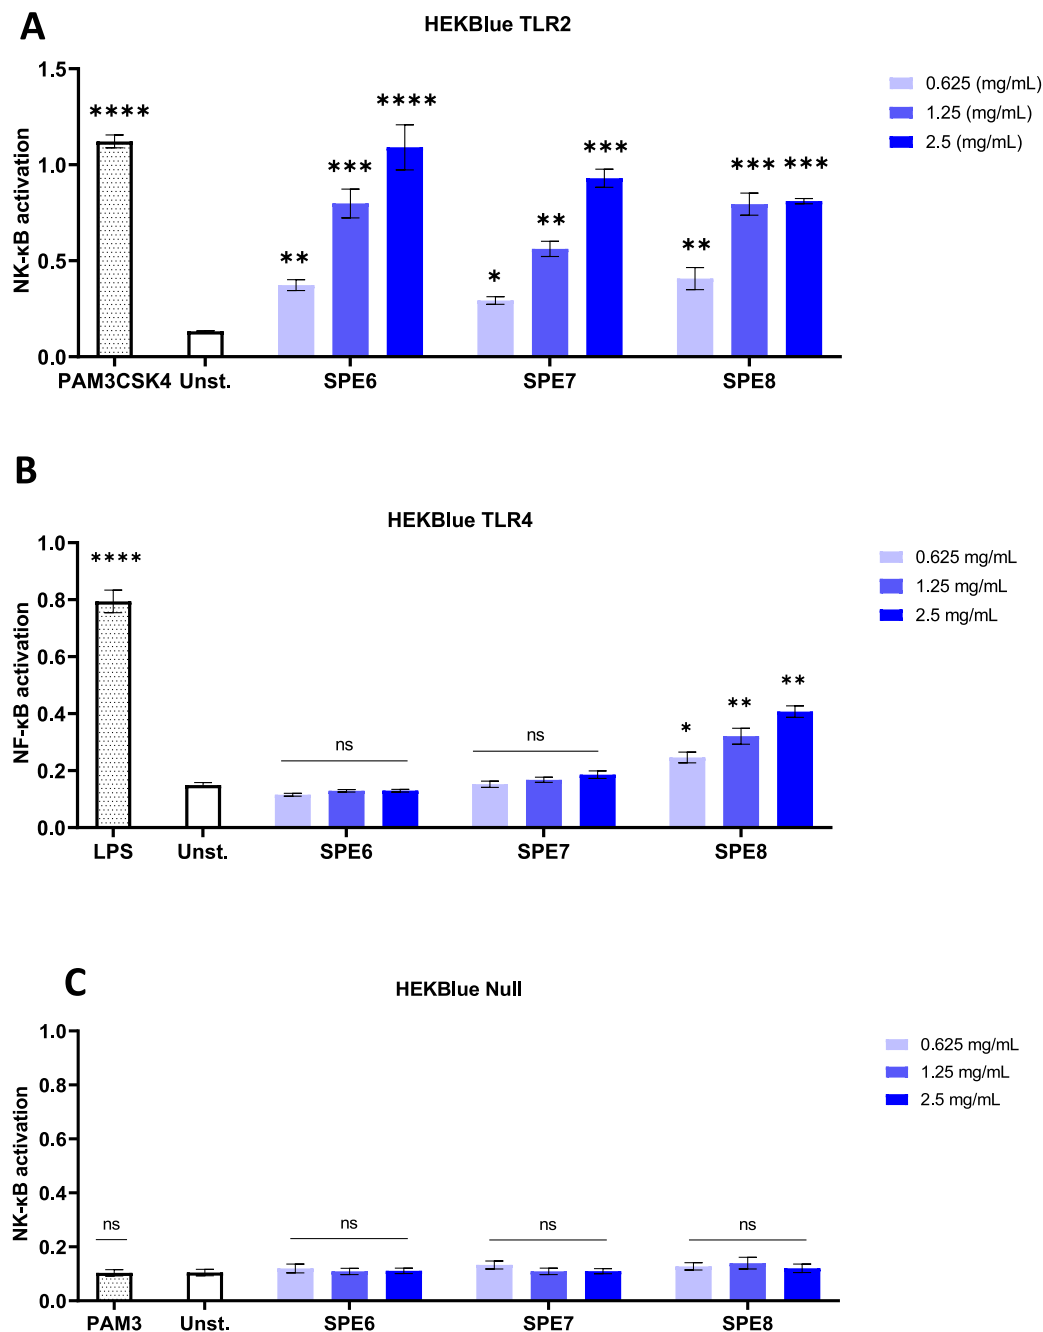 A
HEKBlue TLR2
NK-κB activation
1.5
1.0
0.5
0.0
****
**
***
****
*
**
***
**
***
***
PAM3CSK4 Unst. SPE6 SPE7 SPE8
0.625 (mg/mL)
1.25 (mg/mL)
2.5 (mg/mL)
B
HEKBlue TLR4
NF-κB activation
1.0
0.8
0.6
0.4
0.2
0.0
****
ns
ns
*
**
**
LPS Unst. SPE6 SPE7 SPE8
0.625 mg/mL
1.25 mg/mL
2.5 mg/mL
C
HEKBlue Null
NK-κB activation
1.0
0.8
0.6
0.4
0.2
0.0
ns
ns
ns
ns
PAM3 Unst. SPE6 SPE7 SPE8
0.625 mg/mL
1.25 mg/mL
2.5 mg/mL